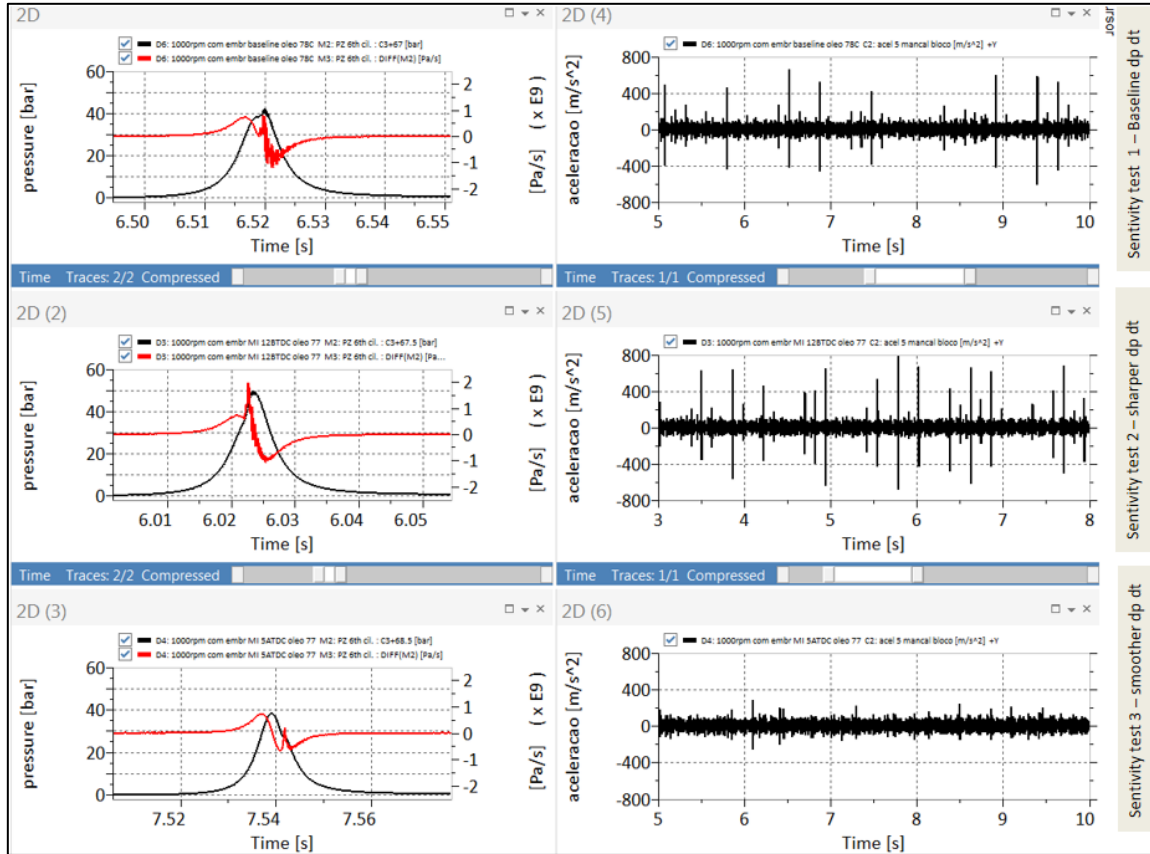 2D
D6: 1000rpm com embr baseline oleo 78C M2: PZ 6th cil. : C3+67 [bar]
D6: 1000rpm com embr baseline oleo 78C M3: PZ 6th cil. : DIFF(M2) [Pa/s]
60
40
20
0
pressure [bar]
2
1
0
-1
-2
[Pa/s] ( x E9 )
6.50 6.51 6.52 6.53 6.54 6.55
Time [s]
2D (4)
D6: 1000rpm com embr baseline oleo 78C C2: acel 5 mancal bloco [m/s^2] +Y
800
400
0
-400
-800
aceleracao [m/s^2]
5 6 7 8 9 10
Time [s]
ursor
Sentivity test 1 – Baseline dp dt
Time Traces: 2/2 Compressed
Time Traces: 1/1 Compressed
2D (2)
D3: 1000rpm com embr MI 12BTDC oleo 77 M2: PZ 6th cil. : C3+67.5 [bar]
D3: 1000rpm com embr MI 12BTDC oleo 77 M3: PZ 6th cil. : DIFF(M2) [Pa...
60
40
20
0
pressure [bar]
2
1
0
-1
-2
[Pa/s] ( x E9 )
6.01 6.02 6.03 6.04 6.05
Time [s]
2D (5)
D3: 1000rpm com embr MI 12BTDC oleo 77 C2: acel 5 mancal bloco [m/s^2] +Y
800
400
0
-400
-800
aceleracao [m/s^2]
3 4 5 6 7 8
Time [s]
Sentivity test 2 – sharper dp dt
Time Traces: 2/2 Compressed
Time Traces: 1/1 Compressed
2D (3)
D4: 1000rpm com embr MI 5ATDC oleo 77 M2: PZ 6th cil. : C3+68.5 [bar]
D4: 1000rpm com embr MI 5ATDC oleo 77 M3: PZ 6th cil. : DIFF(M2) [Pa/s]
60
40
20
0
pressure [bar]
2
1
0
-1
-2
[Pa/s] ( x E9 )
7.52 7.54 7.56
Time [s]
2D (6)
D4: 1000rpm com embr MI 5ATDC oleo 77 C2: acel 5 mancal bloco [m/s^2] +Y
800
400
0
-400
-800
aceleracao [m/s^2]
5 6 7 8 9 10
Time [s]
Sentivity test 3 – smoother dp dt